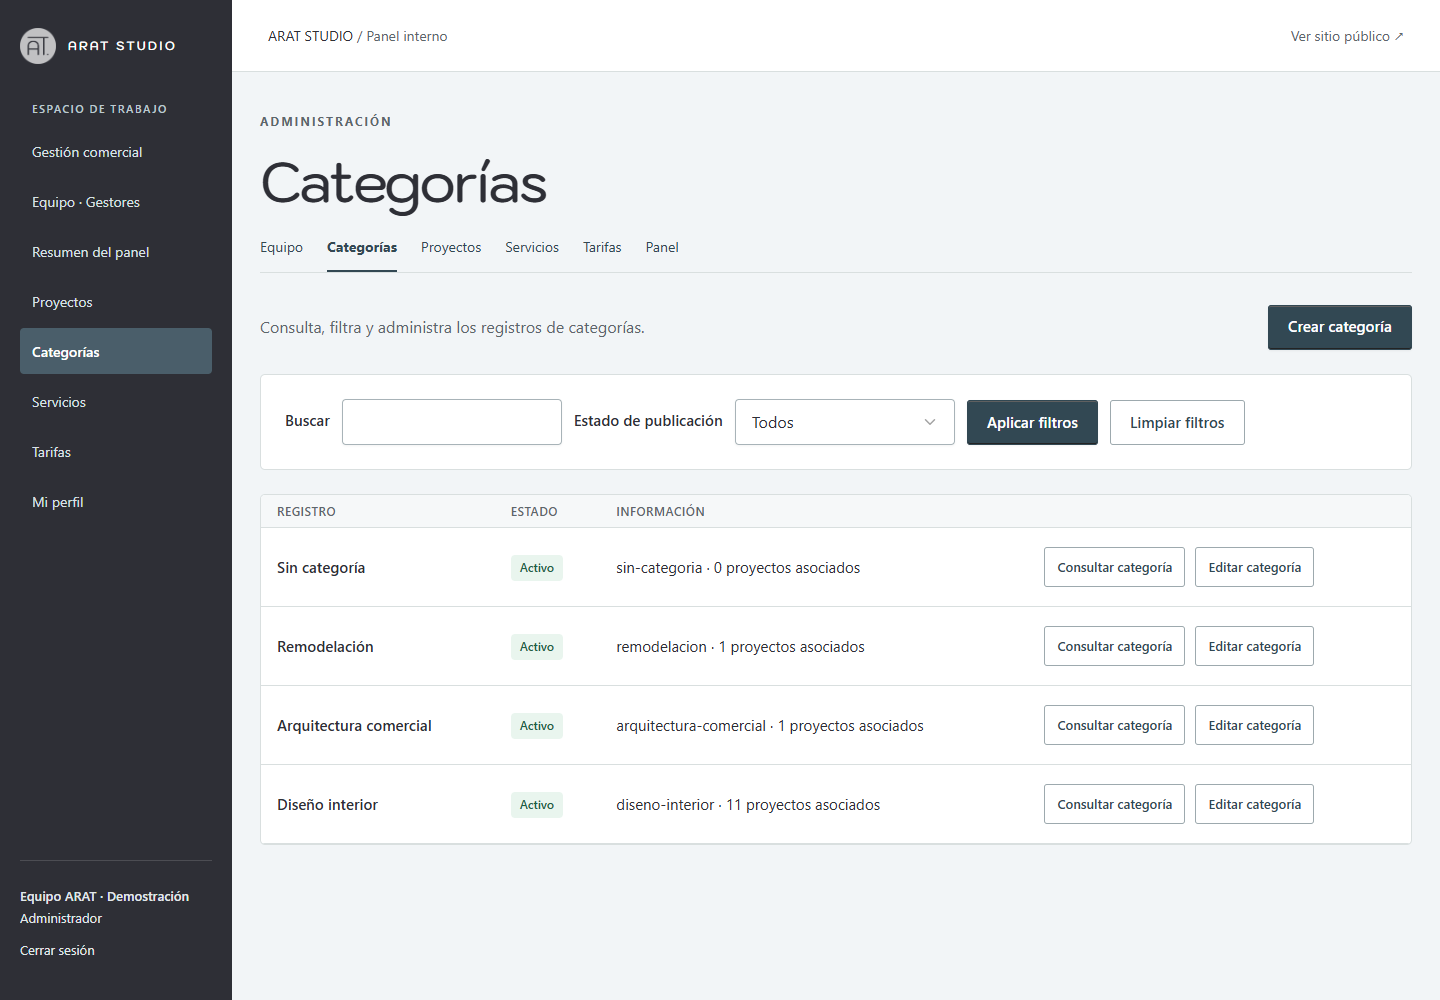 AT.
ARAT STUDIO
ESPACIO DE TRABAJO
Gestión comercial
Equipo · Gestores
Resumen del panel
Proyectos
Categorías
Servicios
Tarifas
Mi perfil
Equipo ARAT · Demostración
Administrador
Cerrar sesión
ARAT STUDIO / Panel interno
Ver sitio público ↗
ADMINISTRACIÓN
Categorías
Equipo Categorías Proyectos Servicios Tarifas Panel
Consulta, filtra y administra los registros de categorías.
Crear categoría
Buscar Estado de publicación Todos Aplicar filtros Limpiar filtros
REGISTRO ESTADO INFORMACIÓN
Sin categoría Activo sin-categoria · 0 proyectos asociados Consultar categoría Editar categoría
Remodelación Activo remodelacion · 1 proyectos asociados Consultar categoría Editar categoría
Arquitectura comercial Activo arquitectura-comercial · 1 proyectos asociados Consultar categoría Editar categoría
Diseño interior Activo diseno-interior · 11 proyectos asociados Consultar categoría Editar categoría